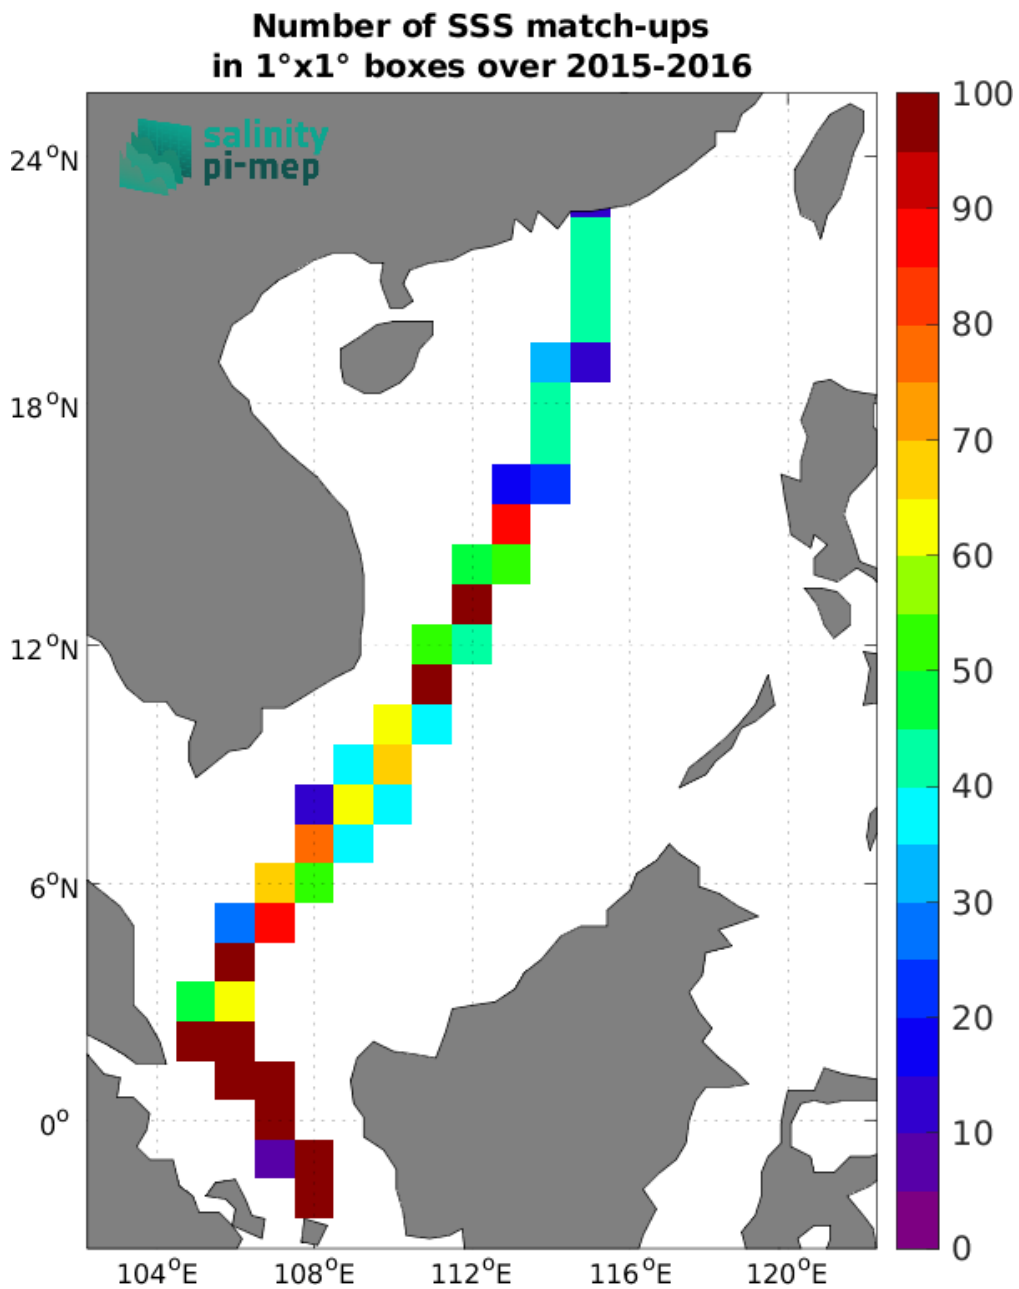 Number of SSS match-ups
in 1°x1° boxes over 2015-2016
salinity
pi-mep
24°N
18°N
12°N
6°N
0°
104°E
108°E
112°E
116°E
120°E
100
90
80
70
60
50
40
30
20
10
0